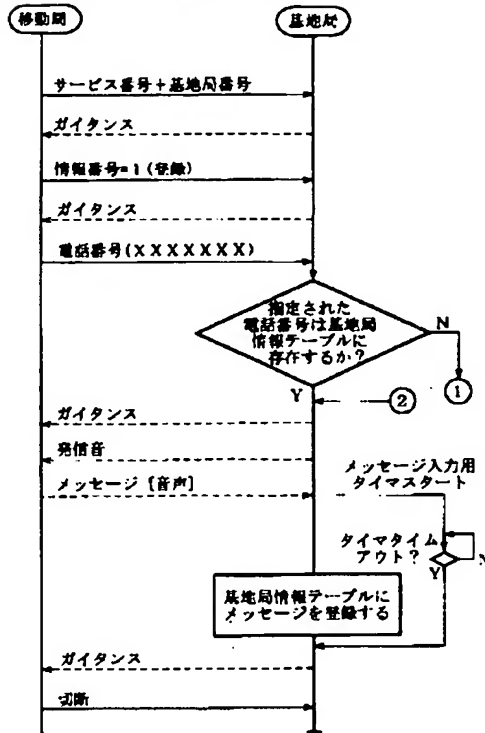 移動局
基地局
サービス番号+基地局番号
ガイタンス
情報番号=1(登録)
ガイタンス
電話番号(XXXXXXX)
指定された
電話番号は基地局
情報テーブルに
存在するか?
N
①
Y
②
ガイタンス
発信音
メッセージ[音声]
メッセージ入力用
タイマスタート
タイマタイム
アウト?
N
Y
基地局情報テーブルに
メッセージを登録する
ガイタンス
切断